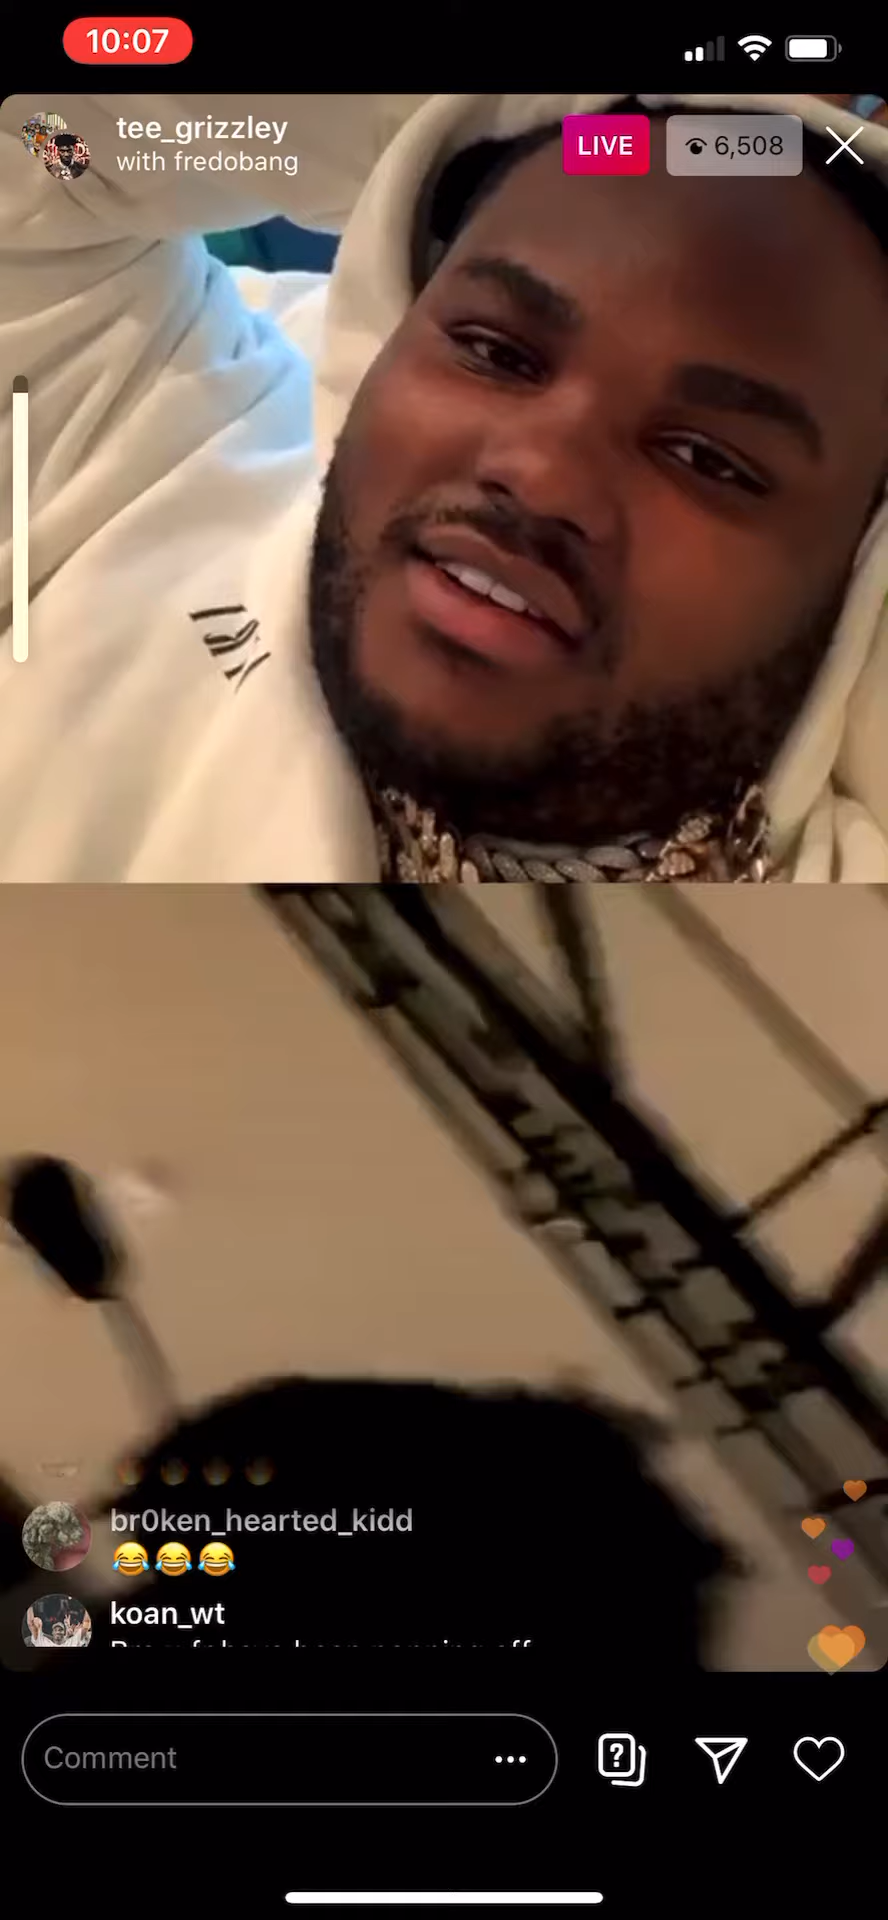 10:07
tee_grizzley
with fredobang
LIVE
6,508
br0ken_hearted_kidd
😂😂😂
koan_wt
Comment